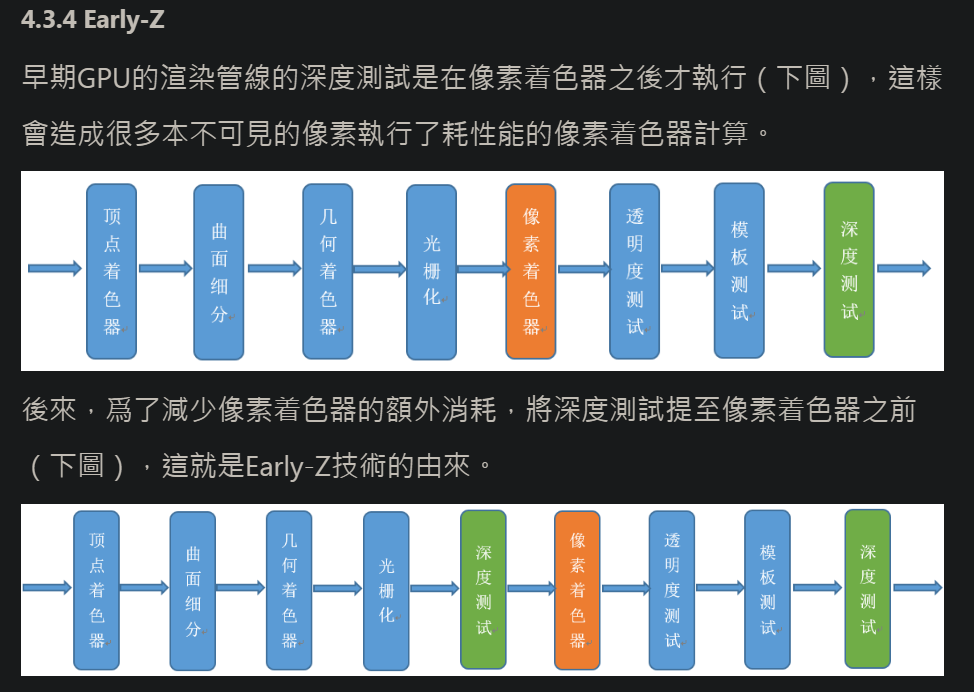 4.3.4 Early-Z
早期GPU的渲染管線的深度測試是在像素着色器之後才執行（下圖），這樣
會造成很多本不可見的像素執行了耗性能的像素着色器計算。
顶点着色器
曲面细分
几何着色器
光栅化
像素着色器
透明度测试
模板测试
深度测试
後來，爲了減少像素着色器的額外消耗，將深度測試提至像素着色器之前
（下圖），這就是Early-Z技術的由來。
顶点着色器
曲面细分
几何着色器
光栅化
深度测试
像素着色器
透明度测试
模板测试
深度测试